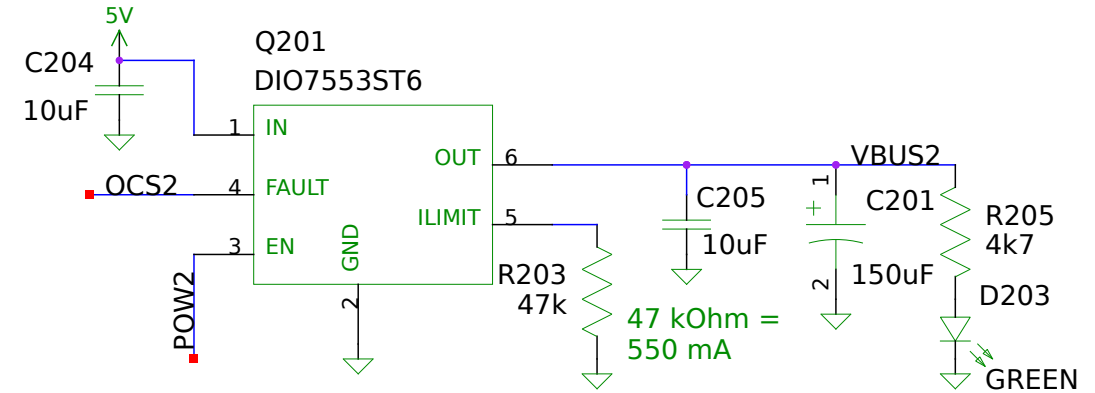 5V
C204
10uF
Q201
DIO7553ST6
1
IN
OCS2
4
FAULT
3
EN
POW2
GND
2
OUT
6
ILIMIT
5
R203
47k
47 kOhm =
550 mA
C205
10uF
VBUS2
1
+
C201
150uF
2
R205
4k7
D203
GREEN